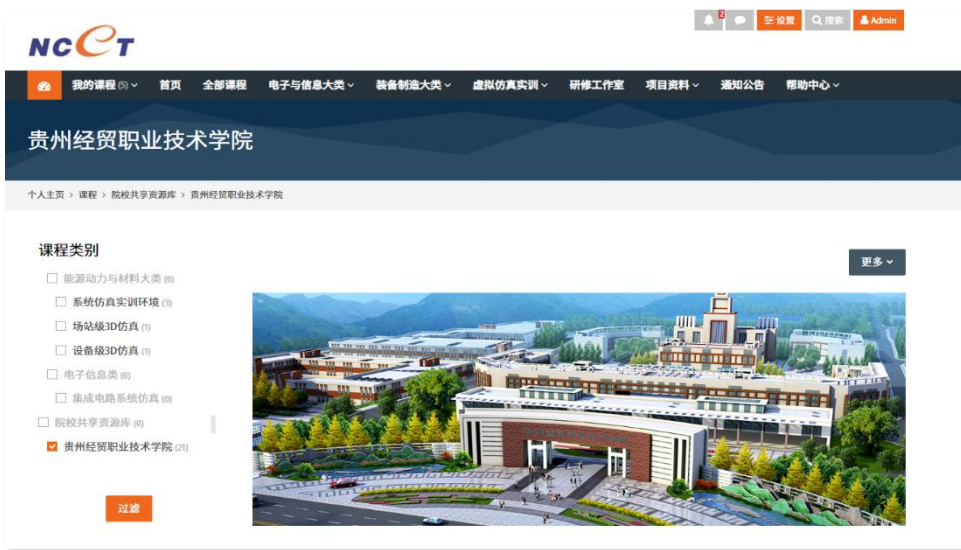 2
设置
搜索
Admin
NCCT
我的课程 (5)
首页
全部课程
电子与信息大类
装备制造大类
虚拟仿真实训
研修工作室
项目资料
通知公告
帮助中心
贵州经贸职业技术学院
个人主页 > 课程 > 院校共享资源库 > 贵州经贸职业技术学院
课程类别
更多
能源动力与材料大类 (0)
系统仿真实训环境 (3)
场站级3D仿真 (1)
设备级3D仿真 (1)
电子信息类 (0)
集成电路系统仿真 (0)
院校共享资源库 (0)
贵州经贸职业技术学院 (21)
过滤